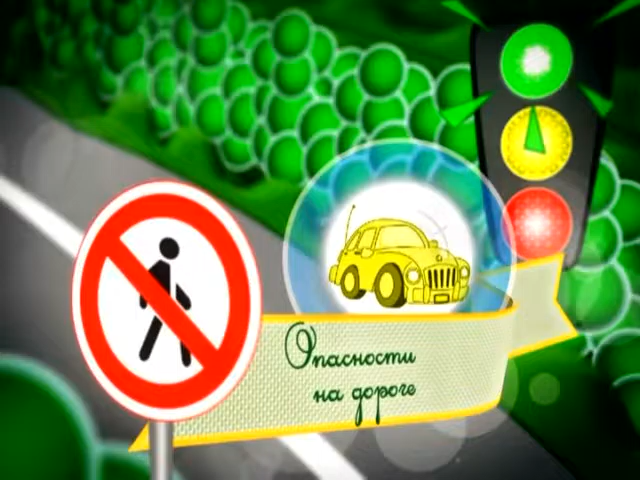 Опасности
на дороге